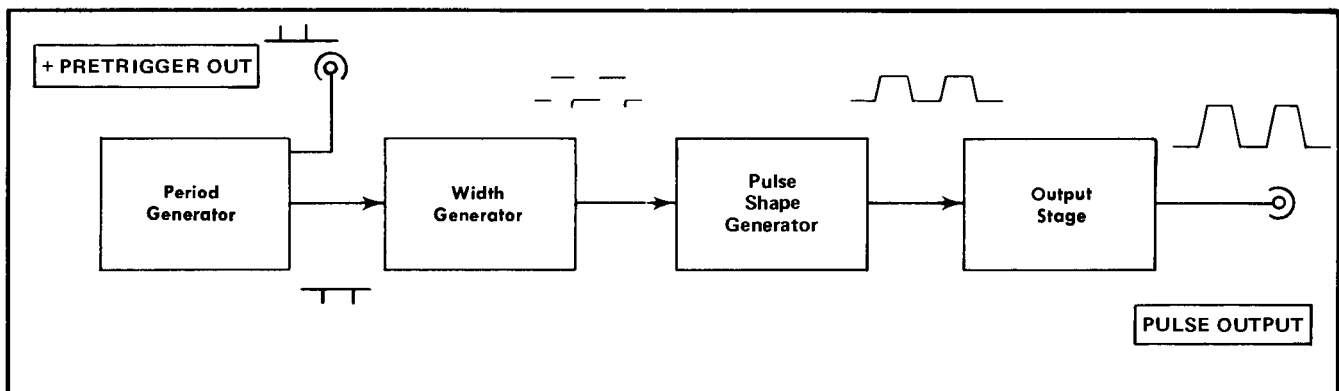 + PRETRIGGER OUT
Period
Generator
Width
Generator
Pulse
Shape
Generator
Output
Stage
PULSE OUTPUT